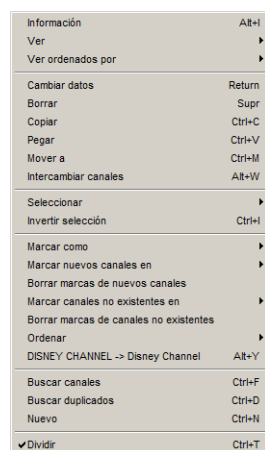 Información Alt+I
Ver
Ver ordenados por
Cambiar datos Return
Borrar Supr
Copiar Ctrl+C
Pegar Ctrl+V
Mover a Ctrl+M
Intercambiar canales Alt+W
Seleccionar
Invertir selección Ctrl+I
Marcar como
Marcar nuevos canales en
Borrar marcas de nuevos canales
Marcar canales no existentes en
Borrar marcas de canales no existentes
Ordenar
DISNEY CHANNEL -> Disney Channel Alt+Y
Buscar canales Ctrl+F
Buscar duplicados Ctrl+D
Nuevo Ctrl+N
Dividir Ctrl+T